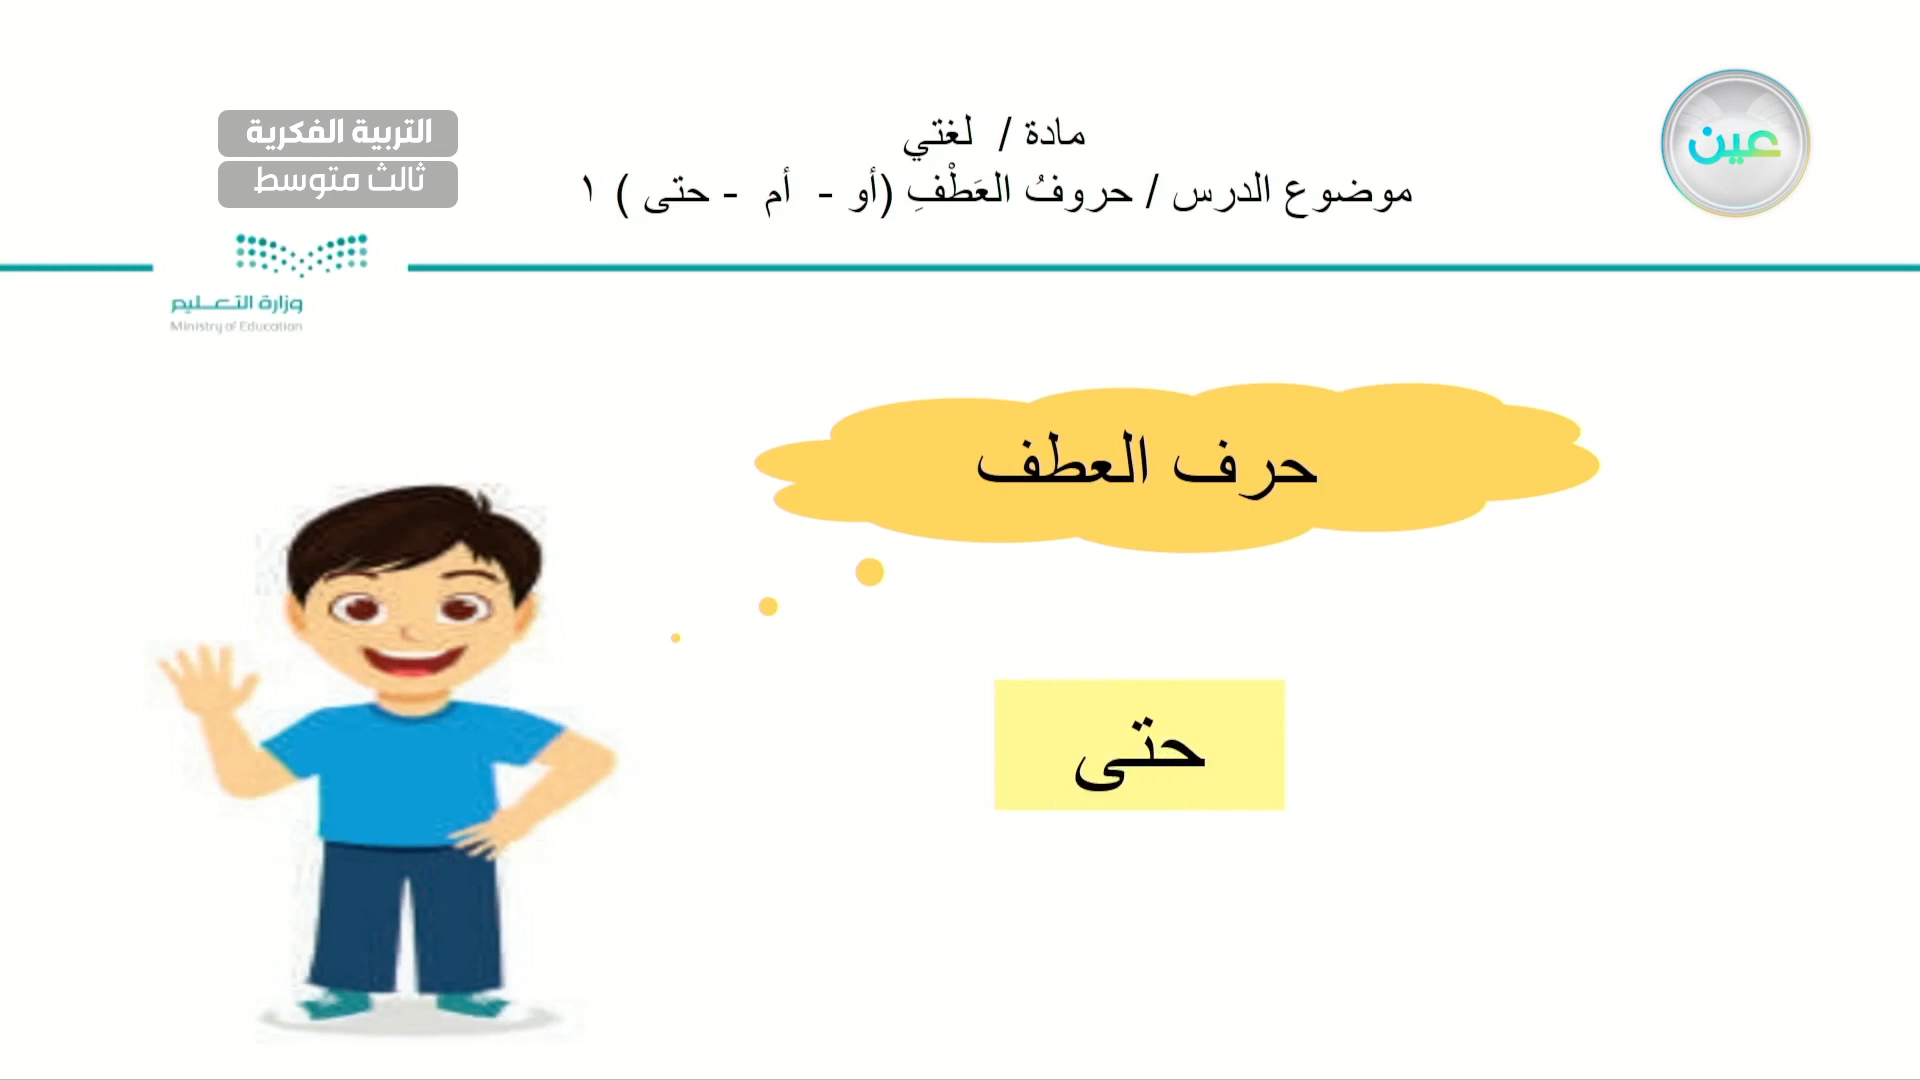 عين
مادة / لغتي
موضوع الدرس / حروفُ العَطْفِ (أو - أم - حتى ) ١
التربية الفكرية
ثالث متوسط
وزارة التعليم
Ministry of Education
حرف العطف
حتى